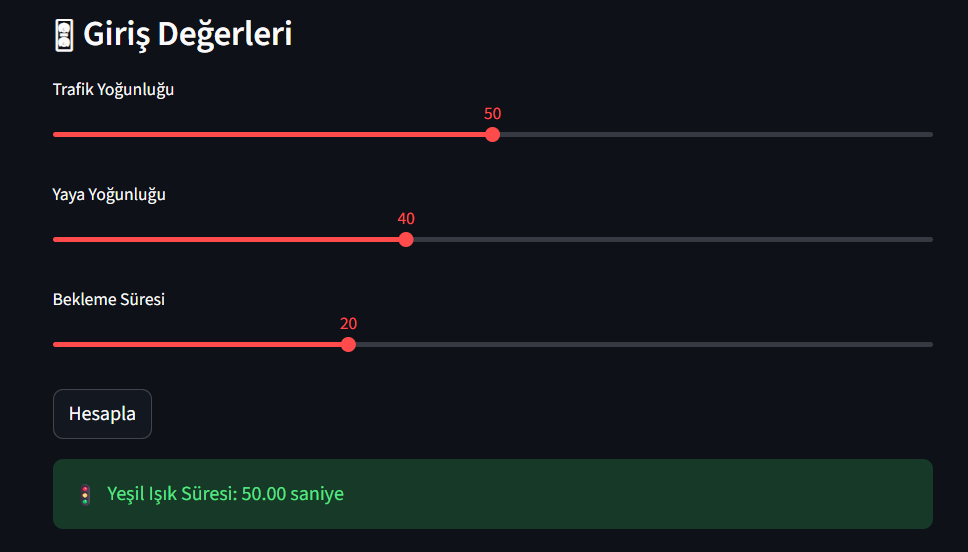 Giriş Değerleri
Trafik Yoğunluğu
50
Yaya Yoğunluğu
40
Bekleme Süresi
20
Hesapla
Yeşil Işık Süresi: 50.00 saniye